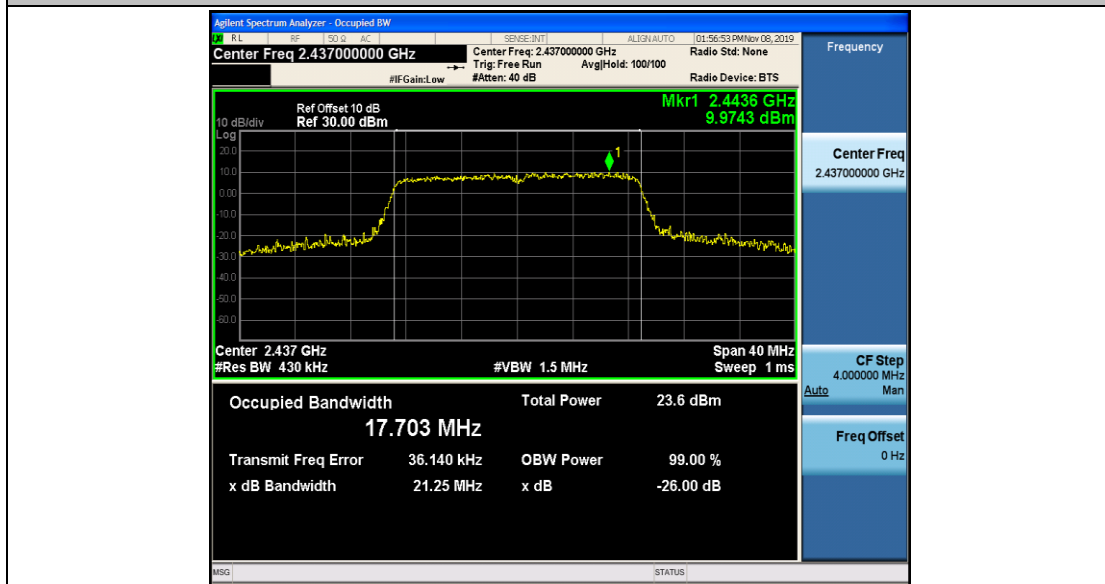 Agilent Spectrum Analyzer - Occupied BW
RL RF 50 Ω AC SENSE:INT ALIGN AUTO 01:56:53 PM Nov 08, 2019
Center Freq 2.437000000 GHz
Center Freq: 2.437000000 GHz
Radio Std: None
Trig: Free Run Avg|Hold: 100/100
#IFGain:Low #Atten: 40 dB Radio Device: BTS
Frequency
Ref Offset 10 dB
10 dB/div Ref 30.00 dBm
Mkr1 2.4436 GHz
9.9743 dBm
Log
20.0
10.0
0.00
-10.0
-20.0
-30.0
-40.0
-50.0
-60.0
1
Center Freq
2.437000000 GHz
Center 2.437 GHz Span 40 MHz
#Res BW 430 kHz #VBW 1.5 MHz Sweep 1 ms
CF Step
4.000000 MHz
Auto Man
Occupied Bandwidth Total Power 23.6 dBm
17.703 MHz
Transmit Freq Error 36.140 kHz OBW Power 99.00 %
x dB Bandwidth 21.25 MHz x dB -26.00 dB
Freq Offset
0 Hz
MSG STATUS